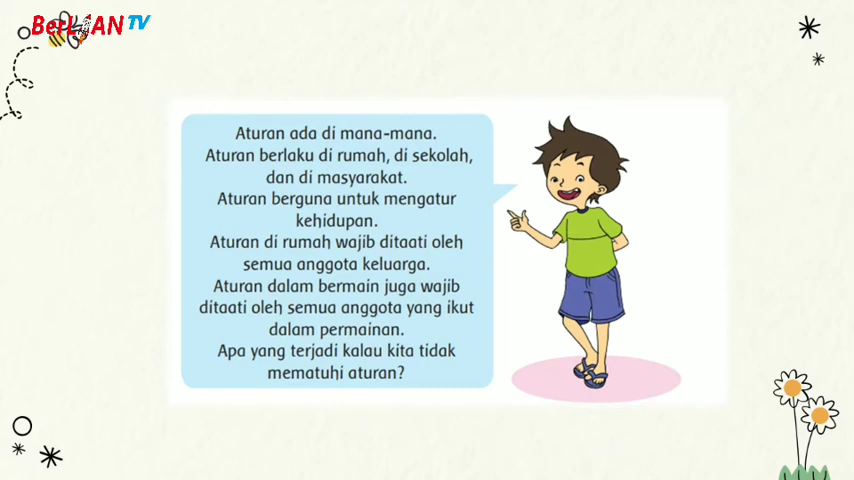 BerLiAN TV
Aturan ada di mana-mana.
Aturan berlaku di rumah, di sekolah,
dan di masyarakat.
Aturan berguna untuk mengatur
kehidupan.
Aturan di rumah wajib ditaati oleh
semua anggota keluarga.
Aturan dalam bermain juga wajib
ditaati oleh semua anggota yang ikut
dalam permainan.
Apa yang terjadi kalau kita tidak
mematuhi aturan?